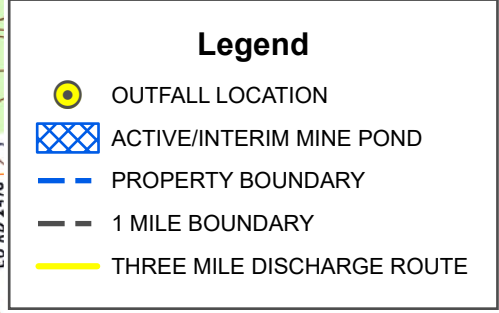 Legend
OUTFALL LOCATION
ACTIVE/INTERIM MINE POND
PROPERTY BOUNDARY
1 MILE BOUNDARY
THREE MILE DISCHARGE ROUTE